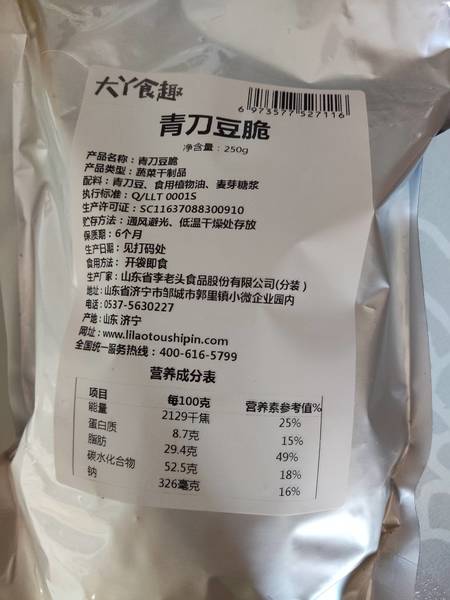 大丫食趣
6973577527116
青刀豆脆
净含量：250g
产品名称：青刀豆脆
产品类型：蔬菜干制品
配料：青刀豆、食用植物油、麦芽糖浆
执行标准：Q/LLT 0001S
生产许可证：SC11637088300910
贮存方法：通风避光、低温干燥处存放
保质期：6个月
生产日期：见打码处
食用方法：开袋即食
生产厂家：山东省李老头食品股份有限公司(分装)
地址：山东省济宁市邹城市郭里镇小微企业园内
电话：0537-5630227
产地：山东 济宁
网址：www.lilaotoushipin.com
全国统一服务热线：400-616-5799
营养成分表
项目 每100克 营养素参考值%
能量 2129千焦 25%
蛋白质 8.7克 15%
脂肪 29.4克 49%
碳水化合物 52.5克 18%
钠 326毫克 16%